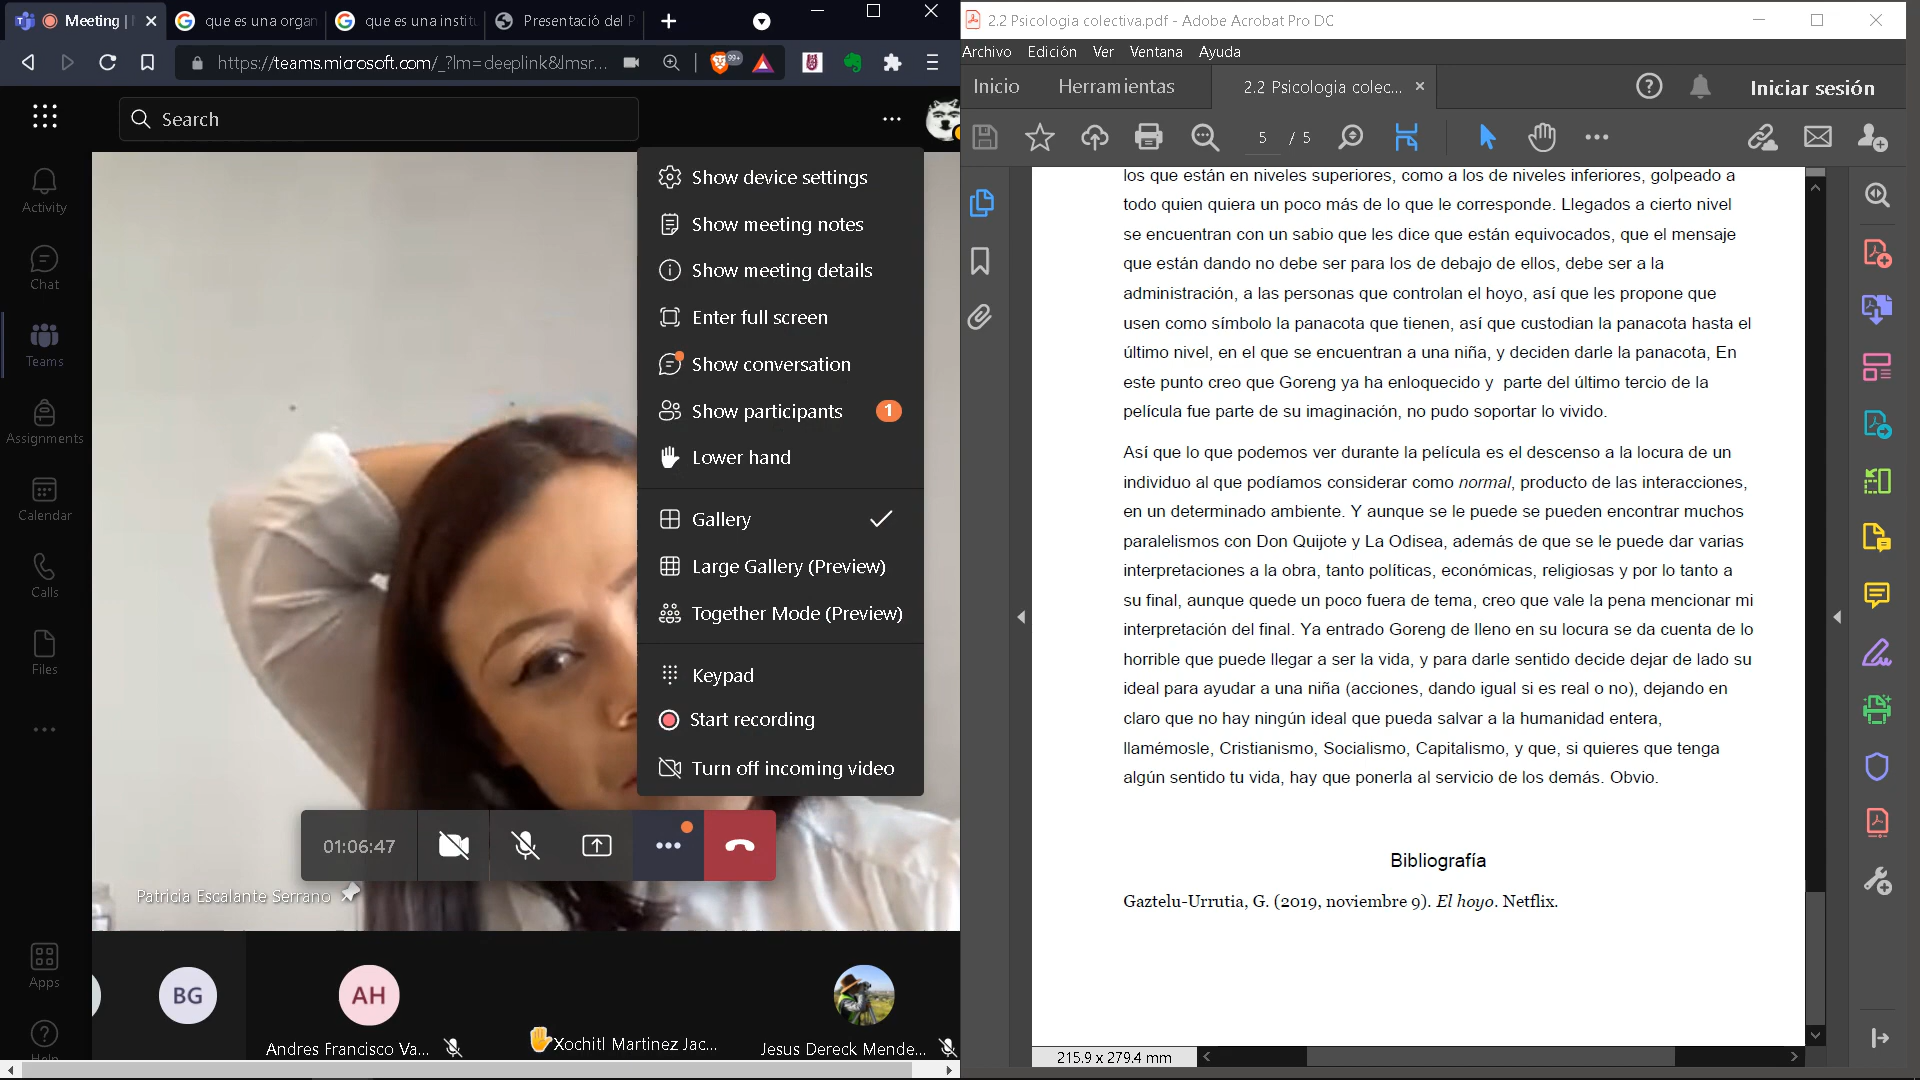 Meeting |
que es una organ
que es una institu
Presentació del P
https://teams.microsoft.com/_?lm=deeplink&lmsr...
99+
Search
Activity
Chat
Teams
Assignments
Calendar
Calls
Files
Apps
Help
Show device settings
Show meeting notes
Show meeting details
Enter full screen
Show conversation
Show participants
1
Lower hand
Gallery
Large Gallery (Preview)
Together Mode (Preview)
Keypad
Start recording
Turn off incoming video
01:06:47
Patricia Escalante Serrano
BG
AH
Andres Francisco Va...
Xochitl Martinez Jac...
Jesus Dereck Mende...
2.2 Psicologia colectiva.pdf - Adobe Acrobat Pro DC
Archivo Edición Ver Ventana Ayuda
Inicio
Herramientas
2.2 Psicologia colec...
Iniciar sesión
5 / 5
los que están en niveles superiores, como a los de niveles inferiores, golpeado a
todo quien quiera un poco más de lo que le corresponde. Llegados a cierto nivel
se encuentran con un sabio que les dice que están equivocados, que el mensaje
que están dando no debe ser para los de debajo de ellos, debe ser a la
administración, a las personas que controlan el hoyo, así que les propone que
usen como símbolo la panacota que tienen, así que custodian la panacota hasta el
último nivel, en el que se encuentran a una niña, y deciden darle la panacota, En
este punto creo que Goreng ya ha enloquecido y  parte del último tercio de la
película fue parte de su imaginación, no pudo soportar lo vivido.
Así que lo que podemos ver durante la película es el descenso a la locura de un
individuo al que podíamos considerar como normal, producto de las interacciones,
en un determinado ambiente. Y aunque se le puede se pueden encontrar muchos
paralelismos con Don Quijote y La Odisea, además de que se le puede dar varias
interpretaciones a la obra, tanto políticas, económicas, religiosas y por lo tanto a
su final, aunque quede un poco fuera de tema, creo que vale la pena mencionar mi
interpretación del final. Ya entrado Goreng de lleno en su locura se da cuenta de lo
horrible que puede llegar a ser la vida, y para darle sentido decide dejar de lado su
ideal para ayudar a una niña (acciones, dando igual si es real o no), dejando en
claro que no hay ningún ideal que pueda salvar a la humanidad entera,
llamémosle, Cristianismo, Socialismo, Capitalismo, y que, si quieres que tenga
algún sentido tu vida, hay que ponerla al servicio de los demás. Obvio.
Bibliografía
Gaztelu-Urrutia, G. (2019, noviembre 9). El hoyo. Netflix.
215.9 x 279.4 mm